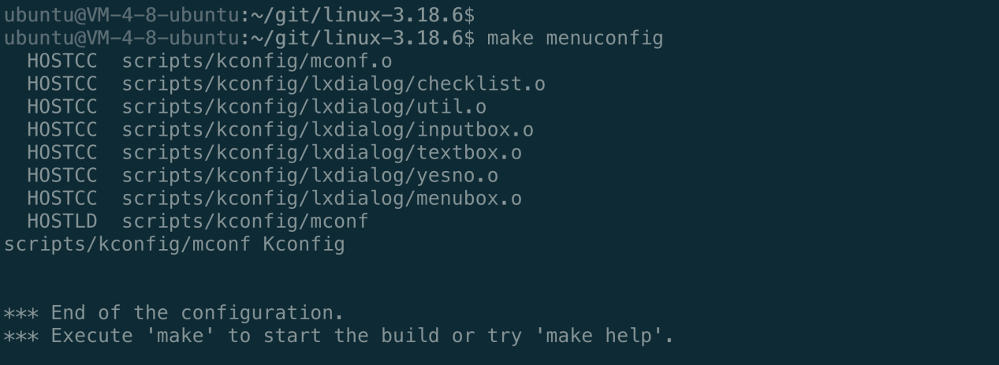 ubuntu@VM-4-8-ubuntu:~/git/linux-3.18.6$
ubuntu@VM-4-8-ubuntu:~/git/linux-3.18.6$ make menuconfig
  HOSTCC  scripts/kconfig/mconf.o
  HOSTCC  scripts/kconfig/lxdialog/checklist.o
  HOSTCC  scripts/kconfig/lxdialog/util.o
  HOSTCC  scripts/kconfig/lxdialog/inputbox.o
  HOSTCC  scripts/kconfig/lxdialog/textbox.o
  HOSTCC  scripts/kconfig/lxdialog/yesno.o
  HOSTCC  scripts/kconfig/lxdialog/menubox.o
  HOSTLD  scripts/kconfig/mconf
scripts/kconfig/mconf Kconfig
*** End of the configuration.
*** Execute 'make' to start the build or try 'make help'.